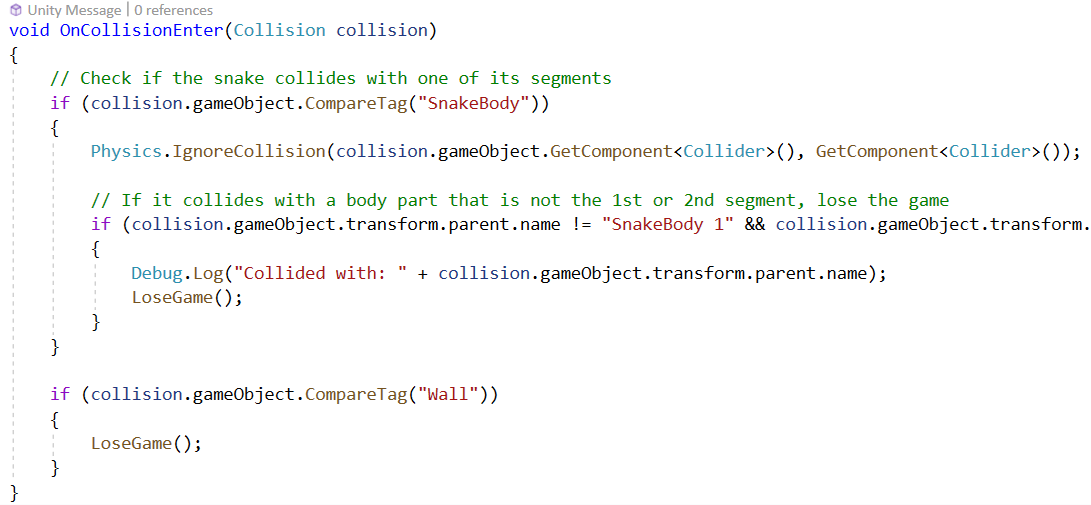 Unity Message | 0 references
void OnCollisionEnter(Collision collision)
{
    // Check if the snake collides with one of its segments
    if (collision.gameObject.CompareTag("SnakeBody"))
    {
        Physics.IgnoreCollision(collision.gameObject.GetComponent<Collider>(), GetComponent<Collider>());
        // If it collides with a body part that is not the 1st or 2nd segment, lose the game
        if (collision.gameObject.transform.parent.name != "SnakeBody 1" && collision.gameObject.transform.
        {
            Debug.Log("Collided with: " + collision.gameObject.transform.parent.name);
            LoseGame();
        }
    }
    if (collision.gameObject.CompareTag("Wall"))
    {
        LoseGame();
    }
}